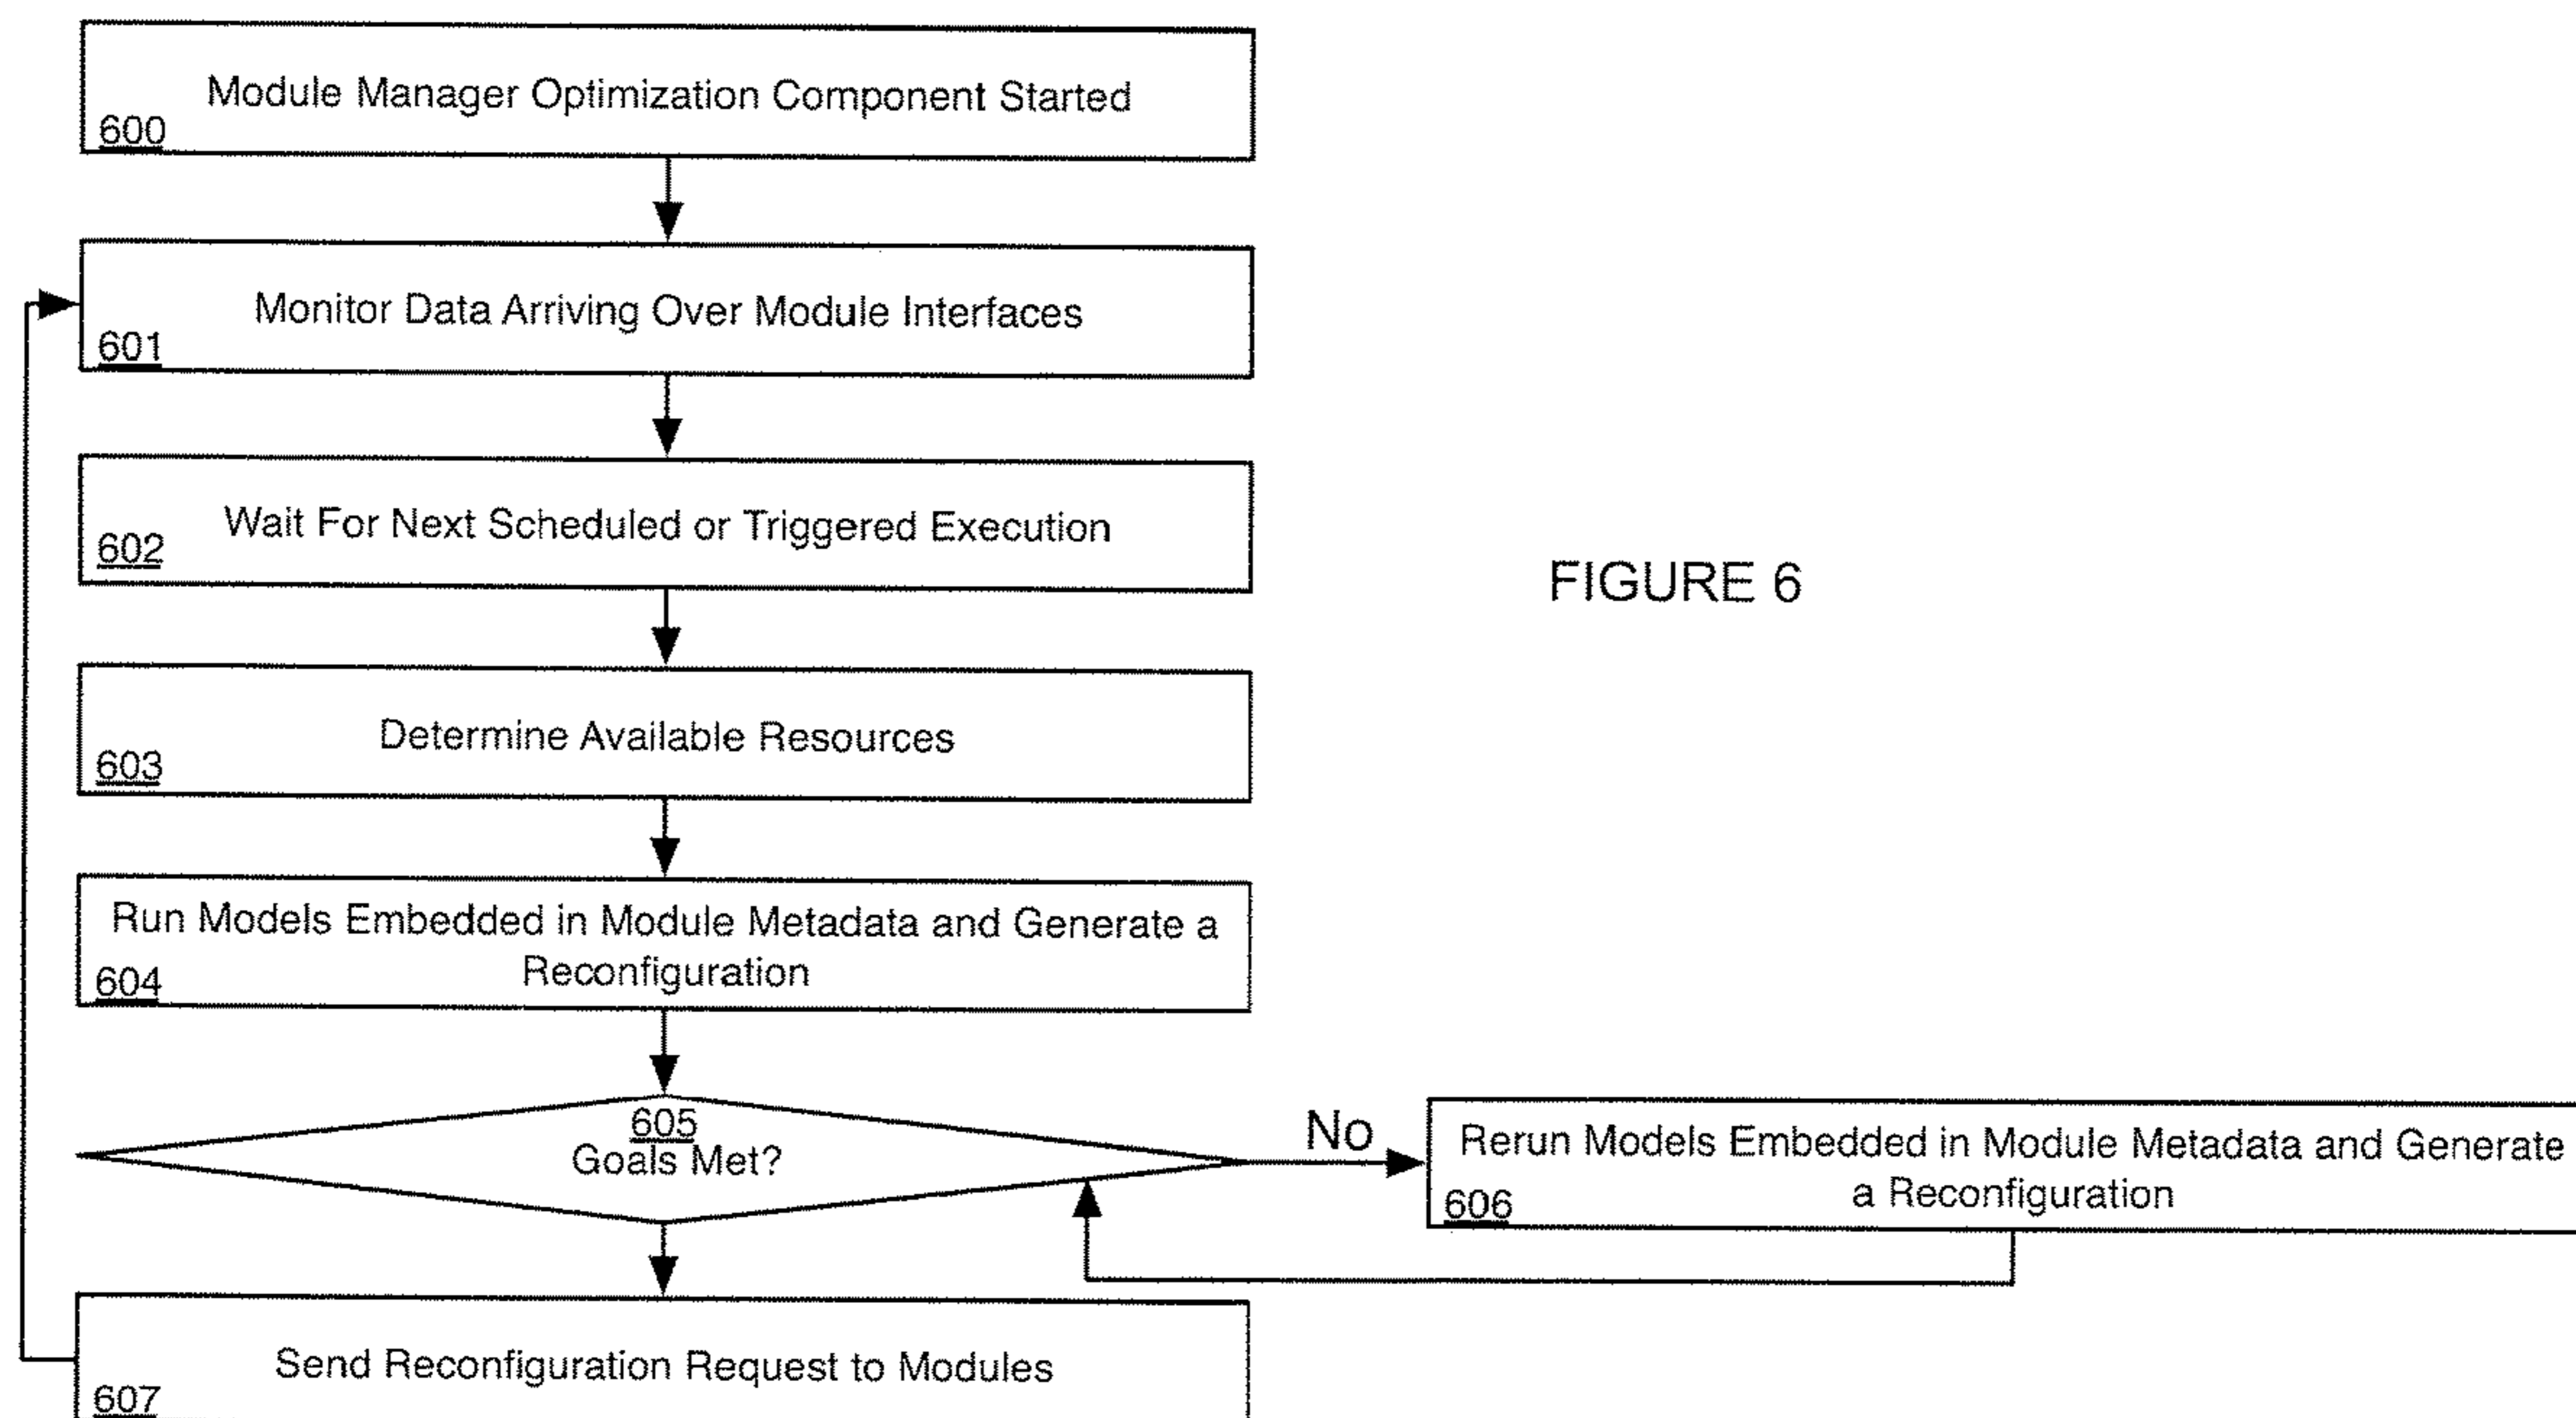 Module Manager Optimization Component Started
600
Monitor Data Arriving Over Module Interfaces
601
Wait For Next Scheduled or Triggered Execution
602
FIGURE 6
Determine Available Resources
603
Run Models Embedded in Module Metadata and Generate a
Reconfiguration
604
605
Goals Met?
No
Rerun Models Embedded in Module Metadata and Generate
a Reconfiguration
606
Send Reconfiguration Request to Modules
607